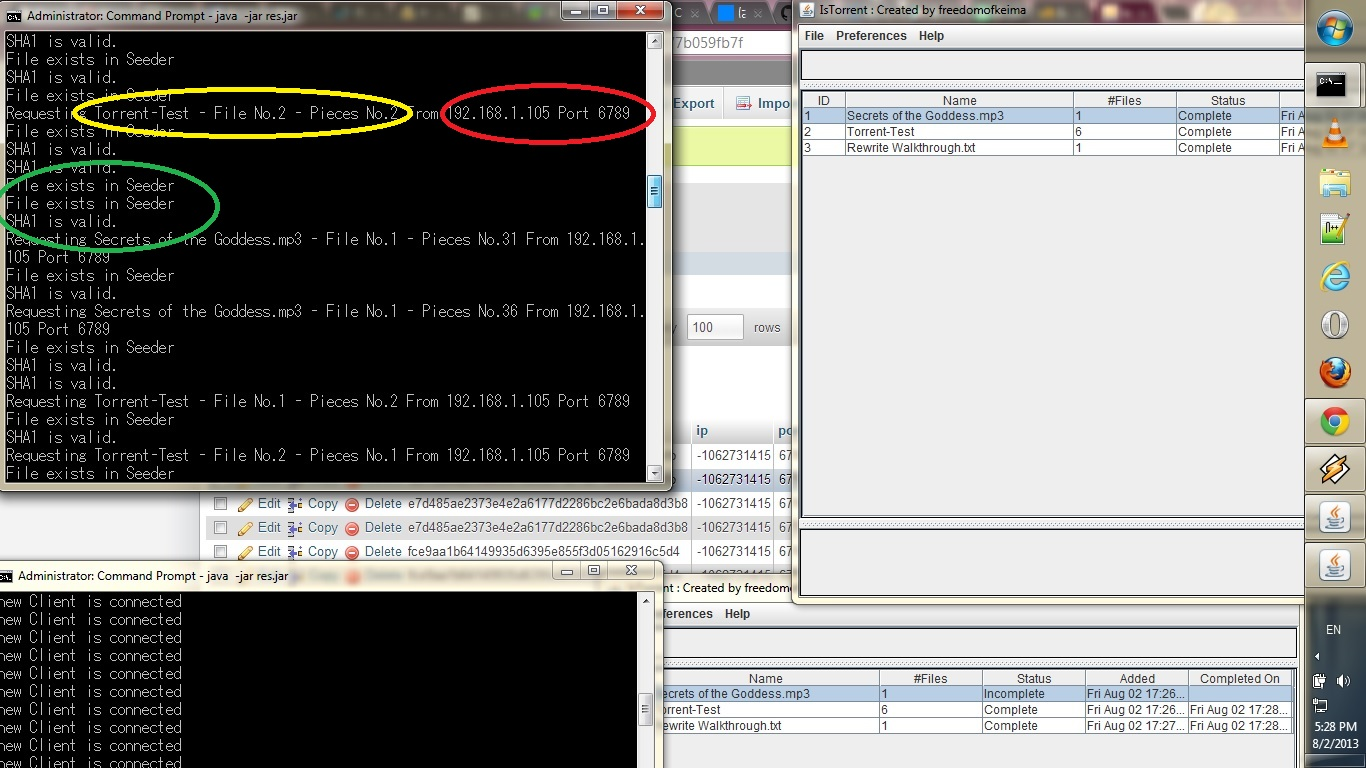 Administrator: Command Prompt - java -jar res.jar
SHA1 is valid.
File exists in Seeder
SHA1 is valid.
File exists in Seeder
Requesting Torrent-Test - File No.2 - Pieces No.2 From 192.168.1.105 Port 6789
File exists in Seeder
SHA1 is valid.
SHA1 is valid.
File exists in Seeder
File exists in Seeder
SHA1 is valid.
Requesting Secrets of the Goddess.mp3 - File No.1 - Pieces No.31 From 192.168.1.
105 Port 6789
File exists in Seeder
SHA1 is valid.
Requesting Secrets of the Goddess.mp3 - File No.1 - Pieces No.36 From 192.168.1.
105 Port 6789
File exists in Seeder
SHA1 is valid.
SHA1 is valid.
Requesting Torrent-Test - File No.1 - Pieces No.2 From 192.168.1.105 Port 6789
File exists in Seeder
SHA1 is valid.
Requesting Torrent-Test - File No.2 - Pieces No.1 From 192.168.1.105 Port 6789
File exists in Seeder
7b059fb7f
Export Impo
100 rows
ip po
-1062731415 67
-1062731415 67
Edit Copy Delete e7d485ae2373e4e2a6177d2286bc2e6bada8d3b8 -1062731415 67
Edit Copy Delete e7d485ae2373e4e2a6177d2286bc2e6bada8d3b8 -1062731415 67
Edit Copy Delete fce9aa1b64149935d6395e855f3d05162916c5d4 -1062731415 67
IsTorrent : Created by freedomofkeima
File Preferences Help
ID Name #Files Status
1 Secrets of the Goddess.mp3 1 Complete Fri A
2 Torrent-Test 6 Complete Fri A
3 Rewrite Walkthrough.txt 1 Complete Fri A
Administrator: Command Prompt - java -jar res.jar
new Client is connected
new Client is connected
new Client is connected
new Client is connected
new Client is connected
new Client is connected
new Client is connected
new Client is connected
new Client is connected
new Client is connected
nt : Created by freedomo
ferences Help
Name #Files Status Added Completed On
ecrets of the Goddess.mp3 1 Incomplete Fri Aug 02 17:26...
orrent-Test 6 Complete Fri Aug 02 17:26... Fri Aug 02 17:28...
ewrite Walkthrough.txt 1 Complete Fri Aug 02 17:27... Fri Aug 02 17:28...
EN
5:28 PM
8/2/2013